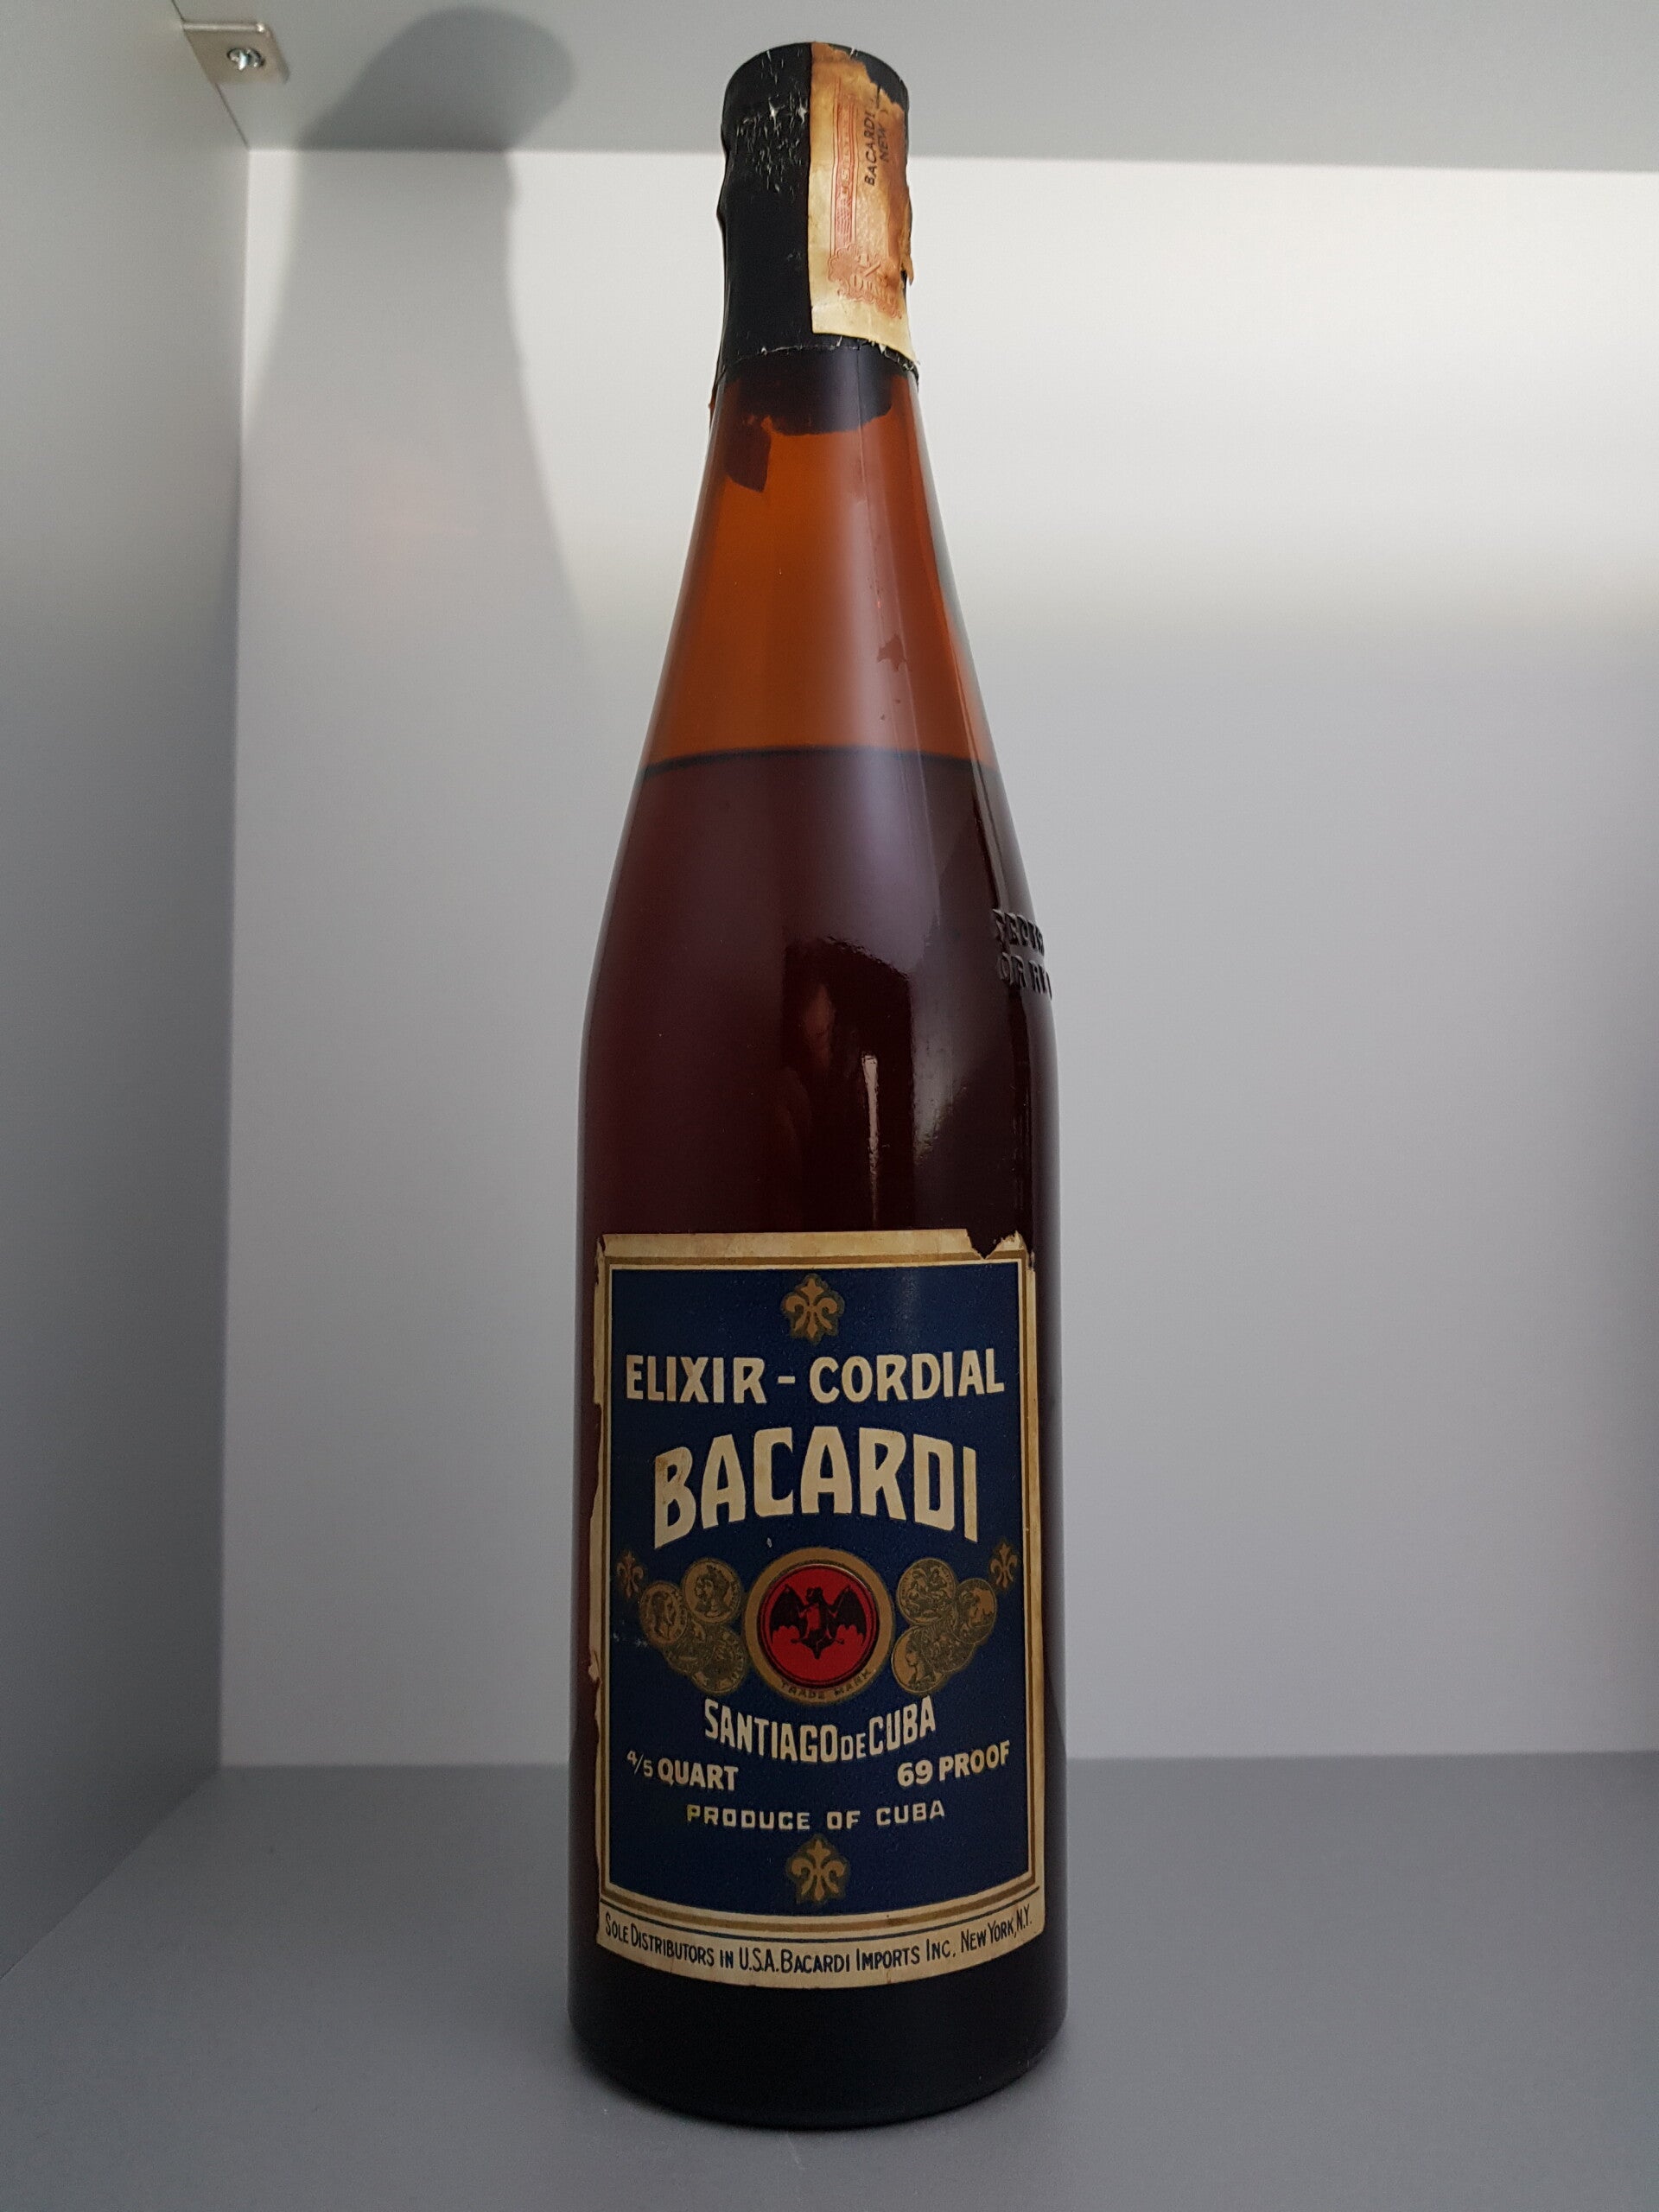 BACARDI
NEW
ELIXIR - CORDIAL
BACARDI
TRADE MARK
SANTIAGO DE CUBA
4/5 QUART
69 PROOF
PRODUCE OF CUBA
SOLE DISTRIBUTORS IN U.S.A. BACARDI IMPORTS INC. NEW YORK, N.Y.